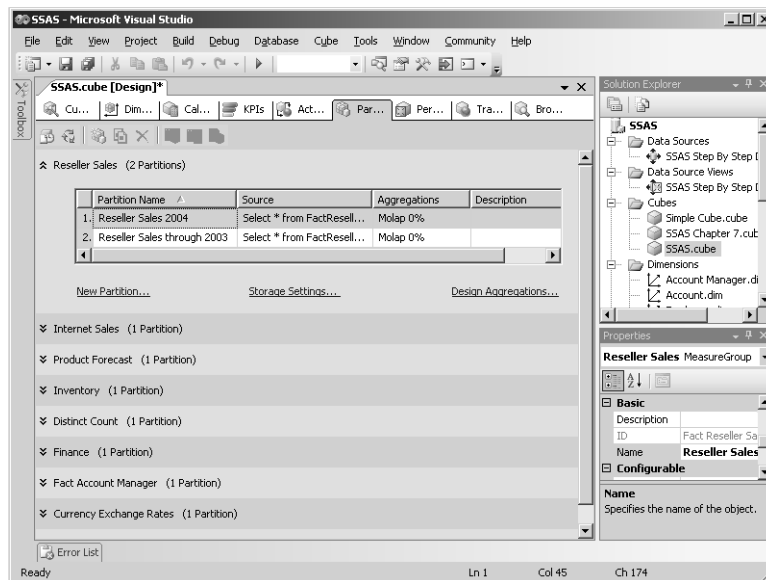 SSAS - Microsoft Visual Studio
File Edit View Project Build Debug Database Cube Tools Window Community Help
Toolbox
SSAS.cube [Design]*
Cu... Dim... Cal... KPIs Act... Par... Per... Tra... Bro...
Reseller Sales (2 Partitions)
Partition Name Source Aggregations Description
1. Reseller Sales 2004 Select * from FactResell... Molap 0%
2. Reseller Sales through 2003 Select * from FactResell... Molap 0%
New Partition... Storage Settings... Design Aggregations...
Internet Sales (1 Partition)
Product Forecast (1 Partition)
Inventory (1 Partition)
Distinct Count (1 Partition)
Finance (1 Partition)
Fact Account Manager (1 Partition)
Currency Exchange Rates (1 Partition)
Solution Explorer
SSAS
Data Sources
SSAS Step By Step
Data Source Views
SSAS Step By Step
Cubes
Simple Cube.cube
SSAS Chapter 7.cub
SSAS.cube
Dimensions
Account Manager.di
Account.dim
Properties
Reseller Sales MeasureGroup
Basic
Description
ID Fact Reseller Sa
Name Reseller Sales
Configurable
Name
Specifies the name of the object.
Error List
Ready Ln 1 Col 45 Ch 174